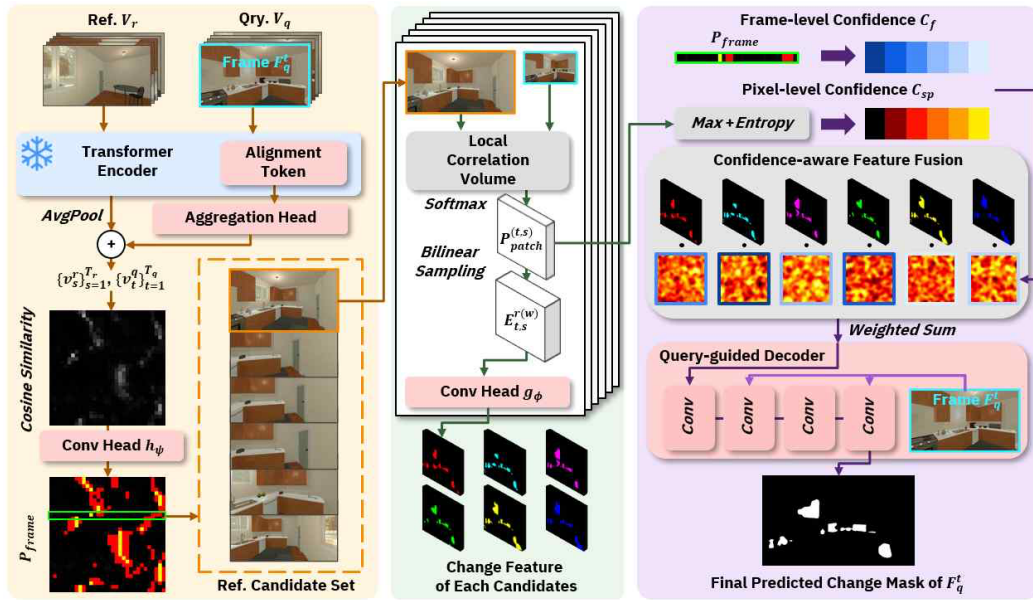 Ref. V_r
Qry. V_q
Frame F_q^t
Transformer
Encoder
Alignment
Token
AvgPool
Aggregation Head
+
{v_s^r}_{s=1}^{T_r}, {v_t^q}_{t=1}^{T_q}
Cosine Similarity
Conv Head h_ψ
P_frame
Ref. Candidate Set
Local
Correlation
Volume
Softmax
P_patch^(t,s)
Bilinear
Sampling
E_t,s^r(w)
Conv Head g_ϕ
Change Feature
of Each Candidates
Frame-level Confidence C_f
P_frame
Pixel-level Confidence C_sp
Max + Entropy
Confidence-aware Feature Fusion
Weighted Sum
Query-guided Decoder
Conv
Conv
Conv
Conv
Frame F_q^t
Final Predicted Change Mask of F_q^t